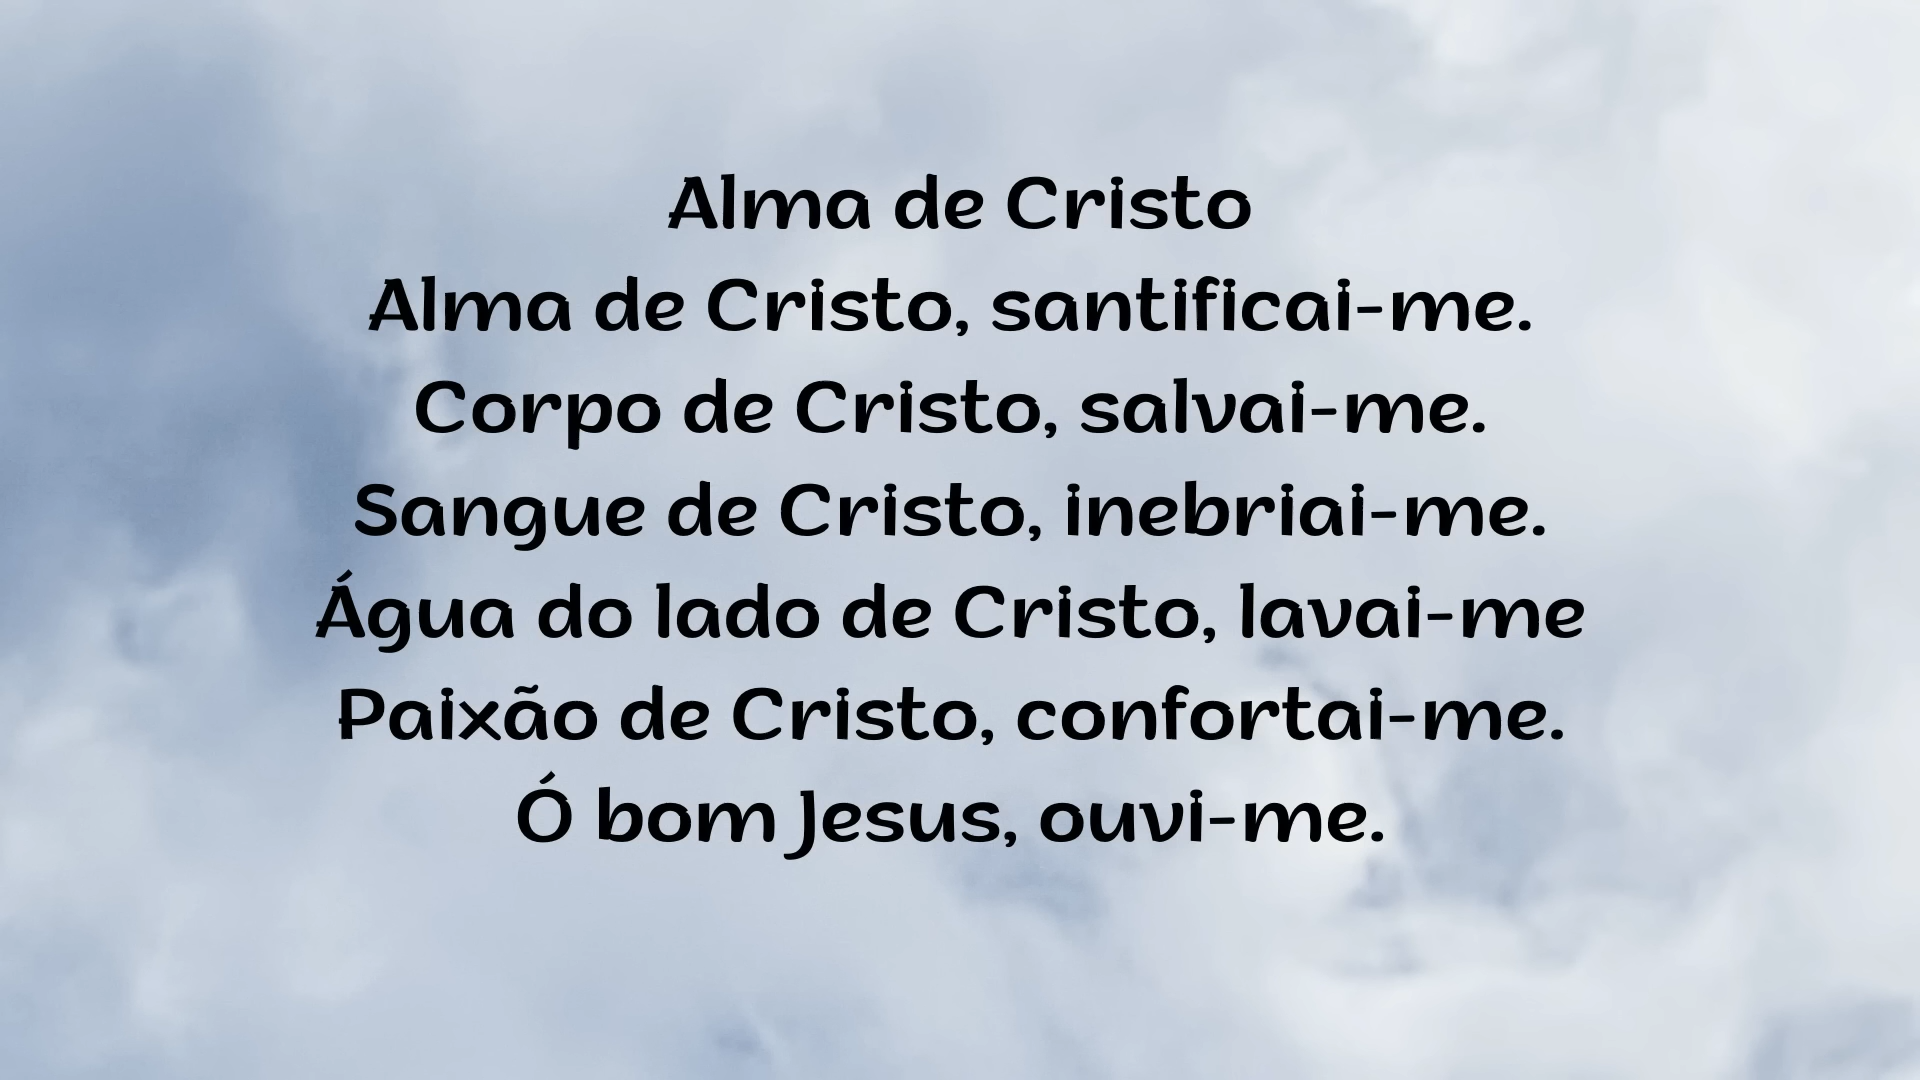 Alma de Cristo
Alma de Cristo, santificai-me.
Corpo de Cristo, salvai-me.
Sangue de Cristo, inebriai-me.
Água do lado de Cristo, lavai-me
Paixão de Cristo, confortai-me.
Ó bom Jesus, ouvi-me.